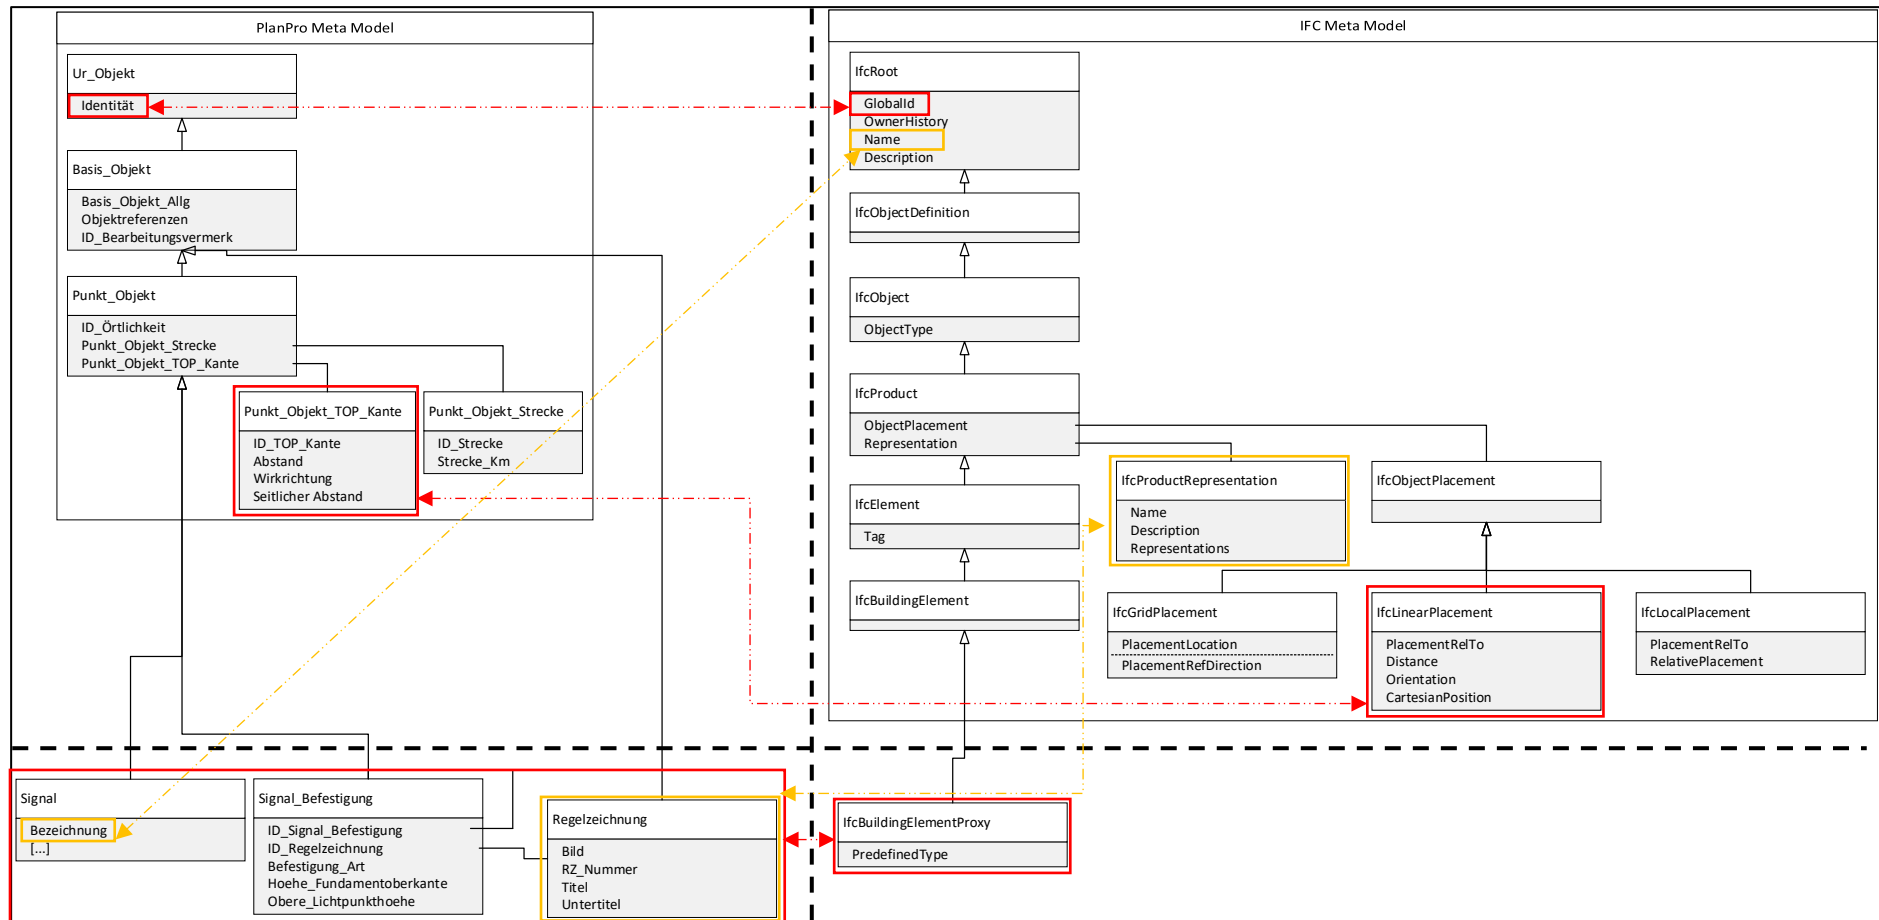 PlanPro Meta Model
Ur_Objekt
Identität
Basis_Objekt
Basis_Objekt_Allg
Objektreferenzen
ID_Bearbeitungsvermerk
Punkt_Objekt
ID_Örtlichkeit
Punkt_Objekt_Strecke
Punkt_Objekt_TOP_Kante
Punkt_Objekt_TOP_Kante
ID_TOP_Kante
Abstand
Wirkrichtung
Seitlicher Abstand
Punkt_Objekt_Strecke
ID_Strecke
Strecke_Km
Signal
Bezeichnung
[...]
Signal_Befestigung
ID_Signal_Befestigung
ID_Regelzeichnung
Befestigung_Art
Hoehe_Fundamentoberkante
Obere_Lichtpunkthoehe
Regelzeichnung
Bild
RZ_Nummer
Titel
Untertitel
IFC Meta Model
IfcRoot
GlobalId
OwnerHistory
Name
Description
IfcObjectDefinition
IfcObject
ObjectType
IfcProduct
ObjectPlacement
Representation
IfcElement
Tag
IfcBuildingElement
IfcProductRepresentation
Name
Description
Representations
IfcObjectPlacement
IfcGridPlacement
PlacementLocation
PlacementRefDirection
IfcLinearPlacement
PlacementRelTo
Distance
Orientation
CartesianPosition
IfcLocalPlacement
PlacementRelTo
RelativePlacement
IfcBuildingElementProxy
PredefinedType